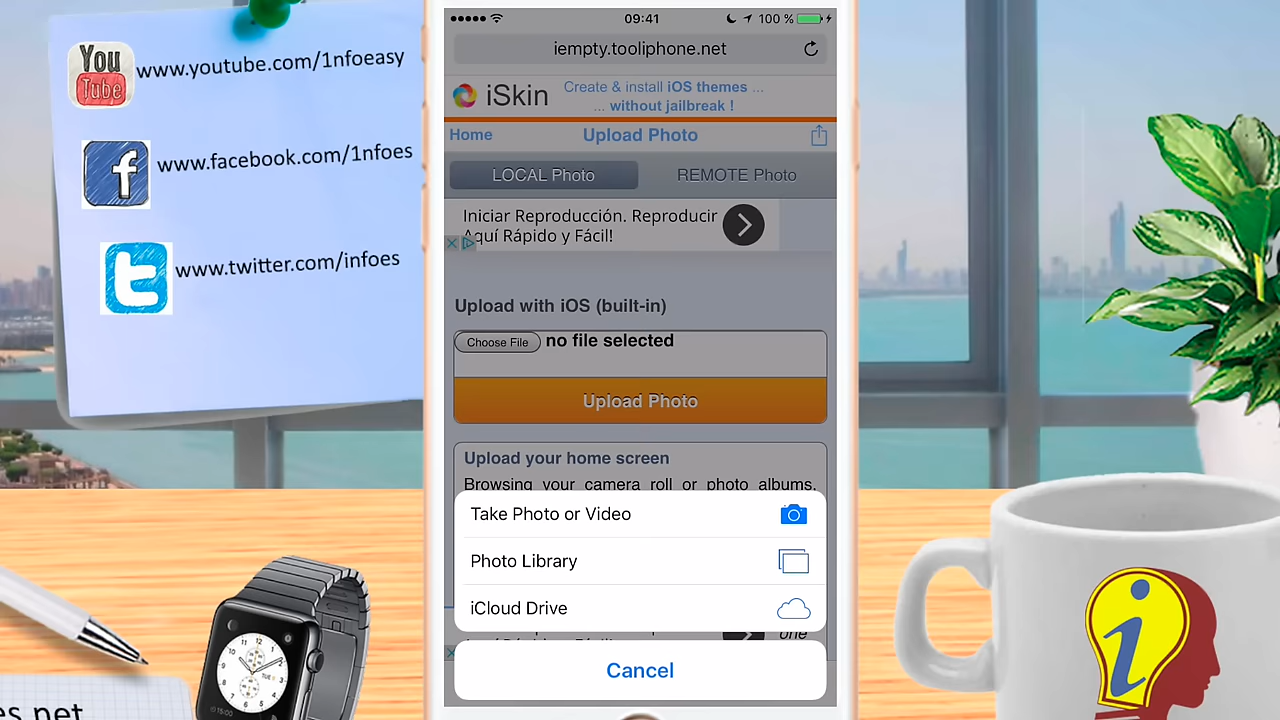 You
Tube
www.youtube.com/1nfoeasy
www.facebook.com/1nfoes
www.twitter.com/infoes
09:41
100 %
iempty.tooliphone.net
iSkin
Create & install iOS themes ...
... without jailbreak !
Home
Upload Photo
LOCAL Photo
REMOTE Photo
Iniciar Reproducción. Reproducir
Aquí Rápido y Fácil!
Upload with iOS (built-in)
Choose File
no file selected
Upload Photo
Upload your home screen
Browsing your camera roll or photo albums,
Take Photo or Video
Photo Library
iCloud Drive
one
Cancel
es.net